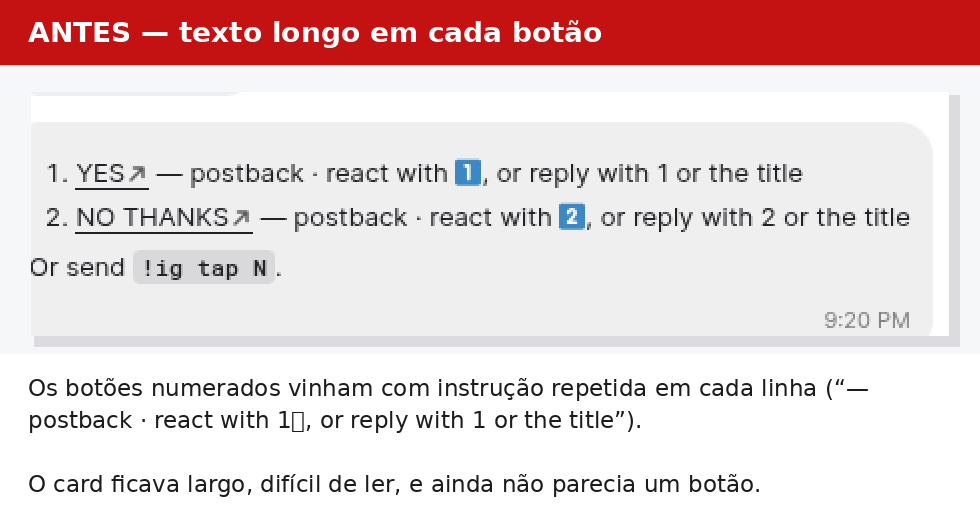 ANTES — texto longo em cada botão
1. YES↗ — postback · react with 1️⃣, or reply with 1 or the title
2. NO THANKS↗ — postback · react with 2️⃣, or reply with 2 or the title
Or send !ig tap N.
9:20 PM
Os botões numerados vinham com instrução repetida em cada linha (“—
postback · react with 1▯, or reply with 1 or the title”).
O card ficava largo, difícil de ler, e ainda não parecia um botão.